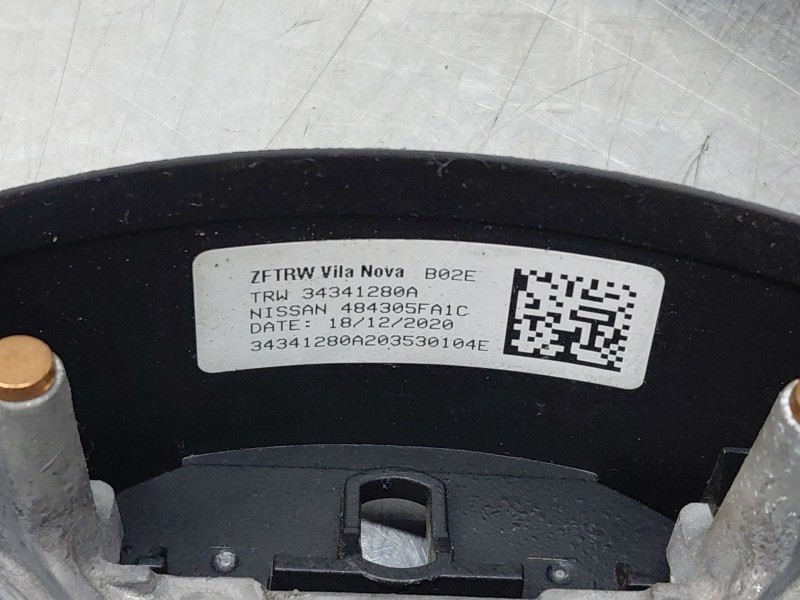 ZFTRW Vila Nova B02E
TRW 34341280A
NISSAN 484305FA1C
DATE: 18/12/2020
34341280A203530104E